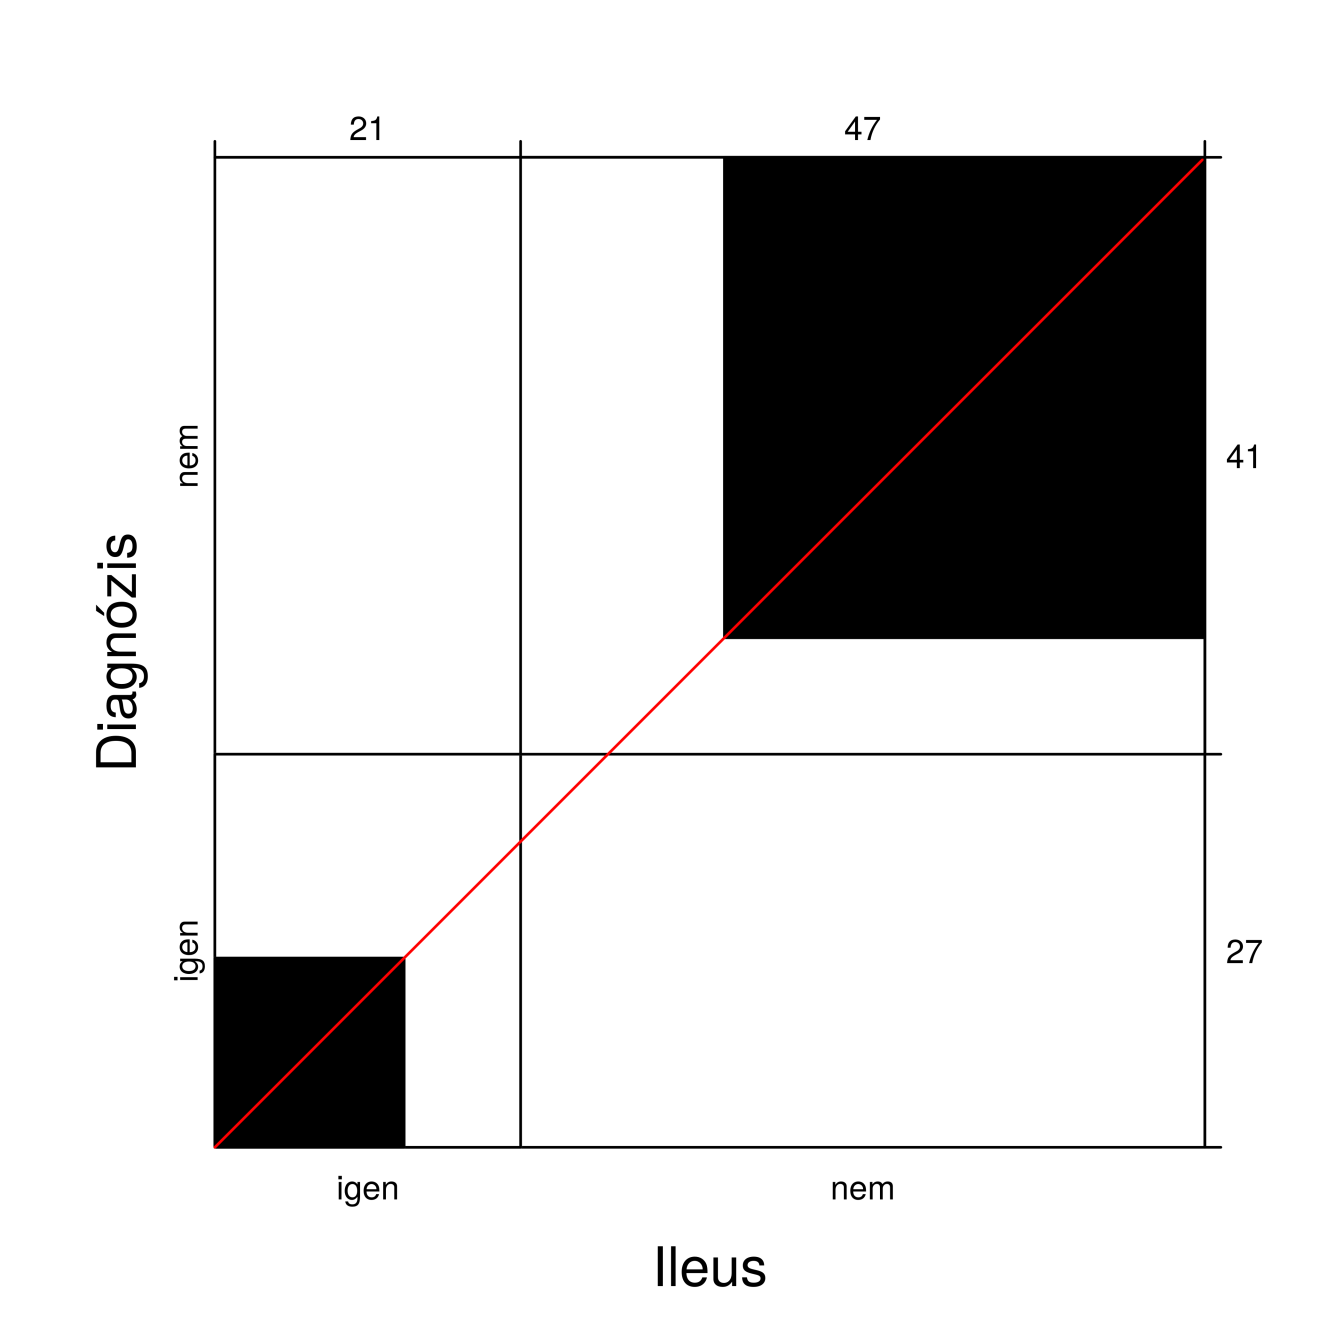 21 47
nem
41
Diagnózis
igen
27
igen nem
Ileus